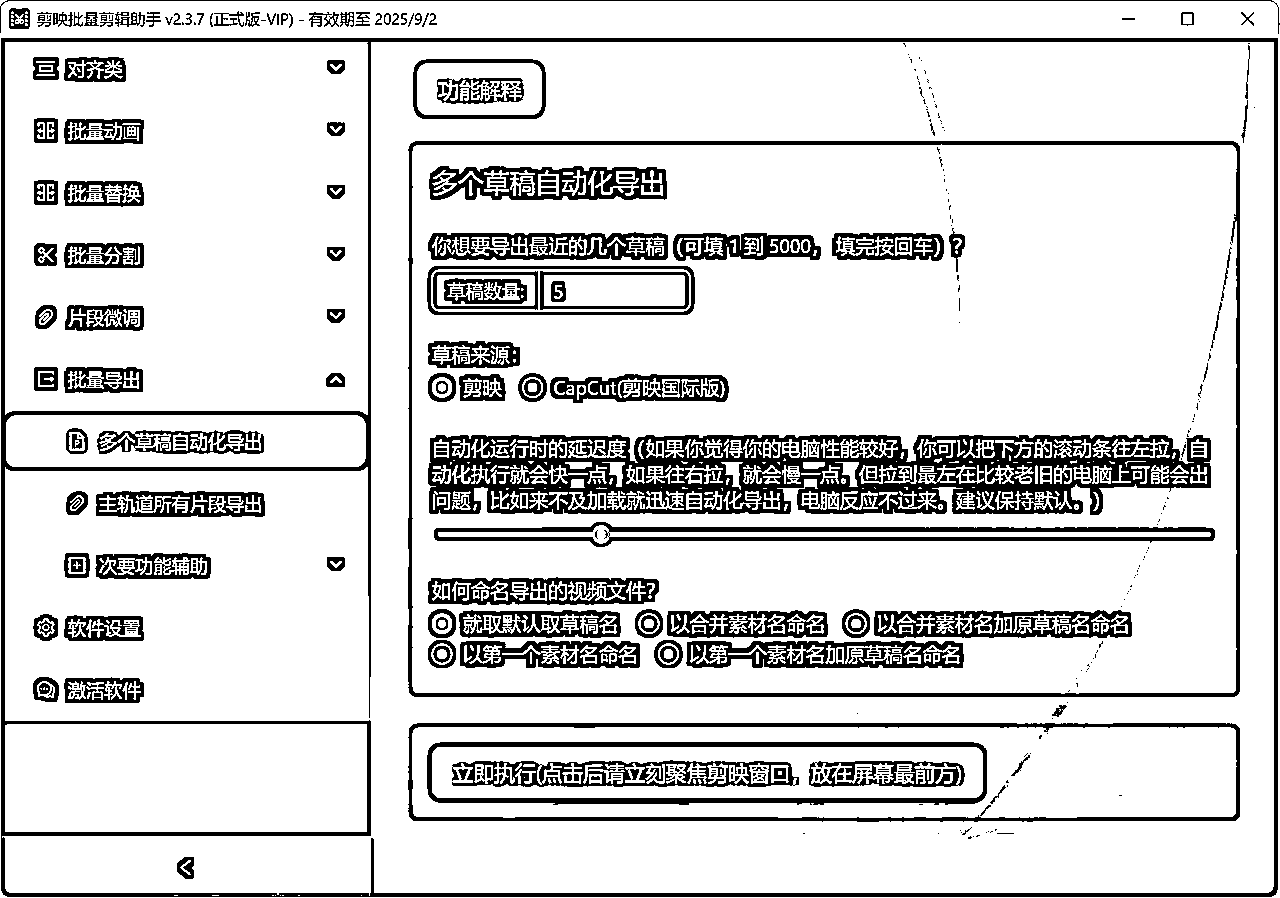 剪映批量剪辑助手 v2.3.7 (正式版-VIP) - 有效期至 2025/9/2
对齐类
批量动画
批量替换
批量分割
片段微调
批量导出
多个草稿自动化导出
主轨道所有片段导出
次要功能辅助
软件设置
激活软件
功能解释
多个草稿自动化导出
你想要导出最近的几个草稿（可填 1 到 5000，填完按回车）？
草稿数量: 5
草稿来源:
剪映 CapCut(剪映国际版)
自动化运行时的延迟度（如果你觉得你的电脑性能较好，你可以把下方的滚动条往左拉，自
动化执行就会快一点，如果往右拉，就会慢一点。但拉到最左在比较老旧的电脑上可能会出
问题，比如来不及加载就迅速自动化导出，电脑反应不过来。建议保持默认。）
如何命名导出的视频文件?
就取默认取草稿名 以合并素材名命名 以合并素材名加原草稿名命名
以第一个素材名命名 以第一个素材名加原草稿名命名
立即执行(点击后请立刻聚焦剪映窗口，放在屏幕最前方)